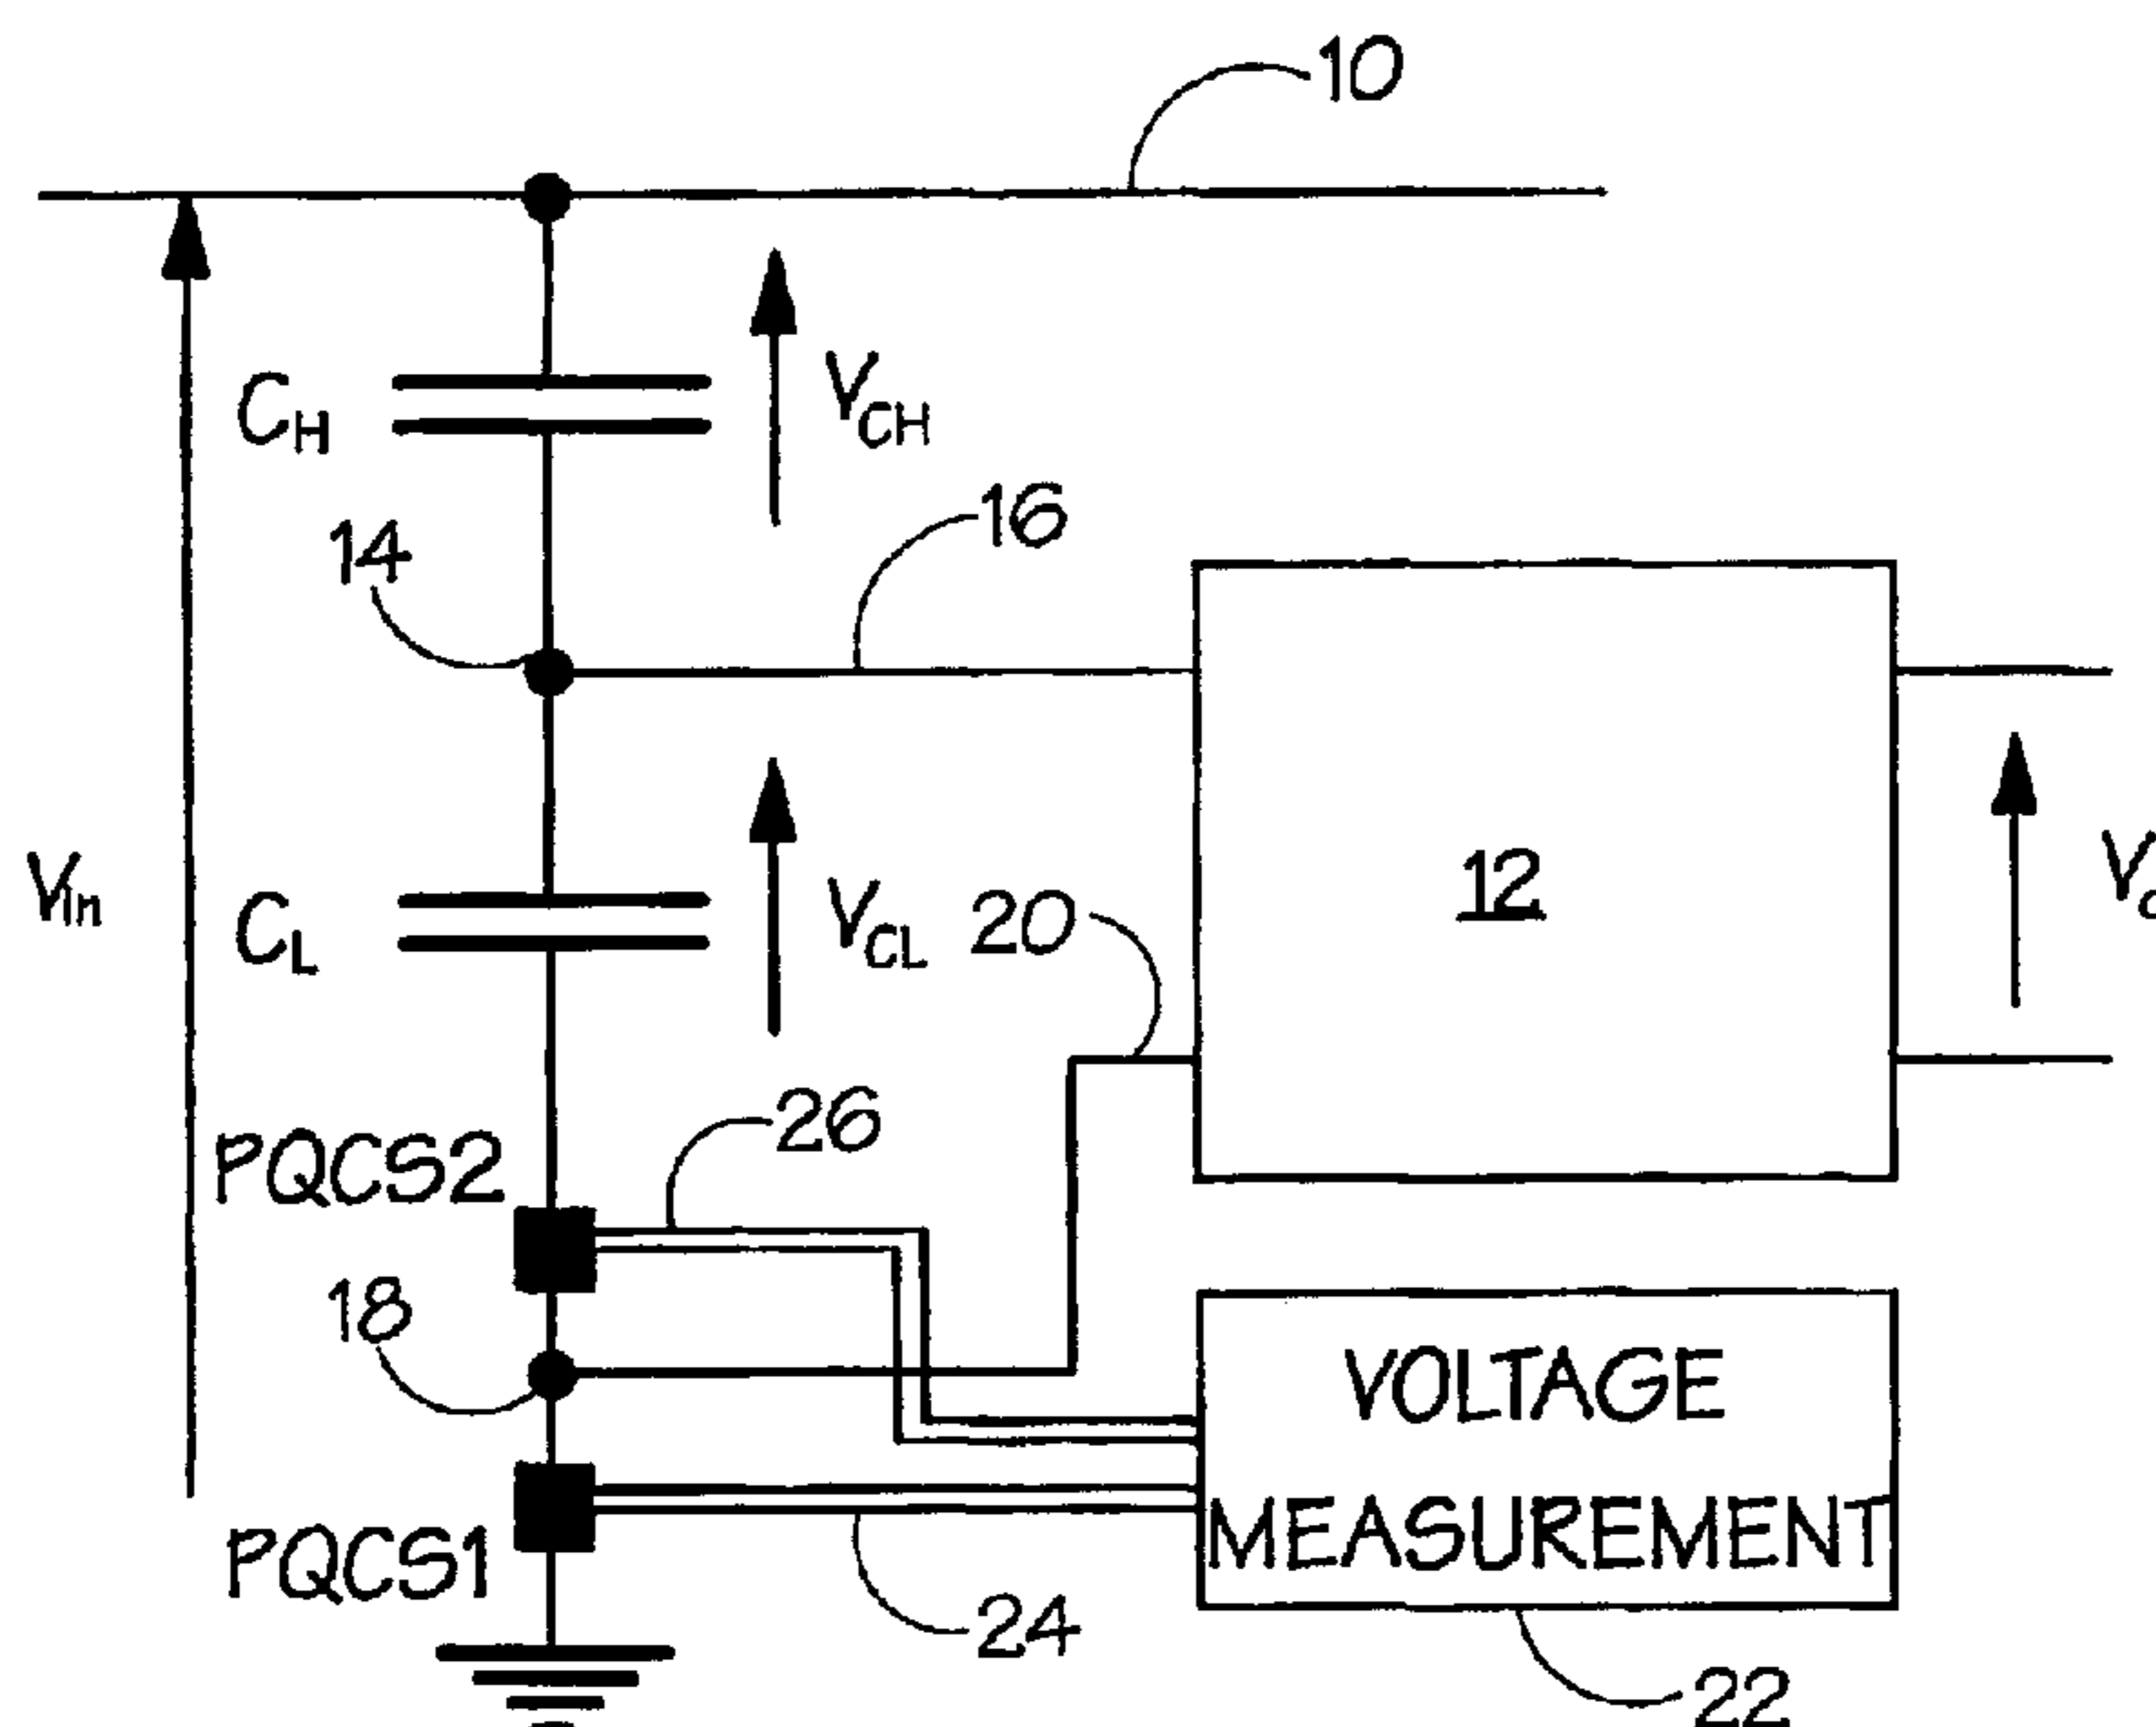 10
C_H
V_CH
16
14
V_in
C_L
V_CL
20
12
26
PQCS2
18
VOLTAGE
MEASUREMENT
PQCS1
24
22